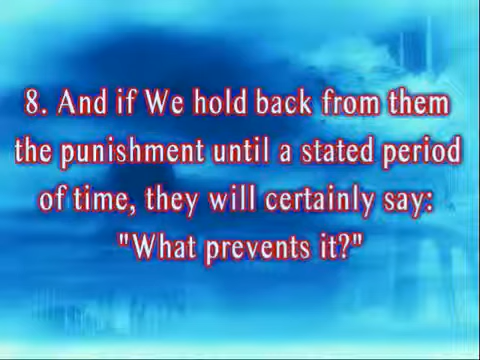 8. And if We hold back from them
the punishment until a stated period
of time, they will certainly say:
"What prevents it?"